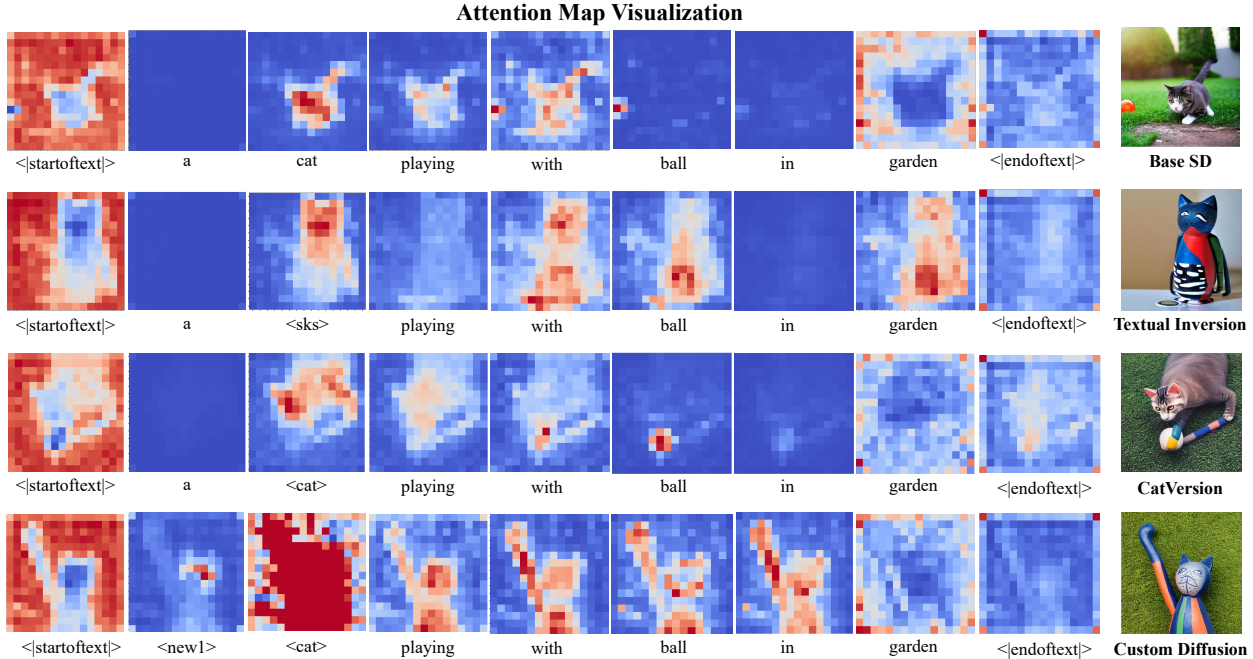 Attention Map Visualization
<|startoftext|> a cat playing with ball in garden <|endoftext|> Base SD
<|startoftext|> a <sks> playing with ball in garden <|endoftext|> Textual Inversion
<|startoftext|> a <cat> playing with ball in garden <|endoftext|> CatVersion
<|startoftext|> <new1> <cat> playing with ball in garden <|endoftext|> Custom Diffusion